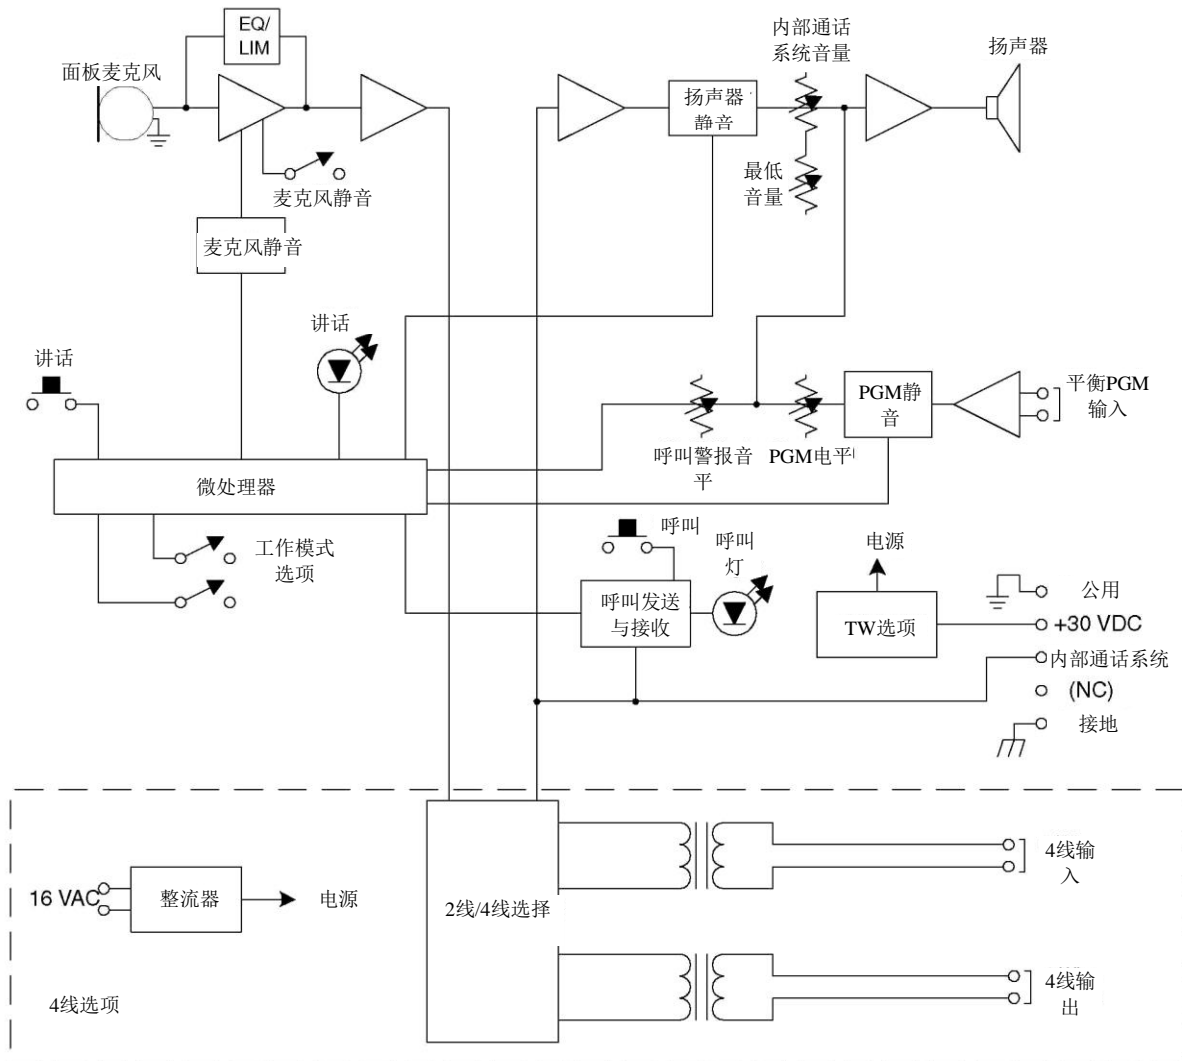 EQ/
LIM
面板麦克风
内部通话
系统音量
扬声器
扬声器
静音
最低
音量
麦克风静音
麦克风静音
讲话
讲话
平衡PGM
输入
PGM静
音
呼叫警报音
平
PGM电平
微处理器
工作模式
选项
呼叫
呼叫
灯
电源
呼叫发送
与接收
TW选项
公用
+30 VDC
内部通话系统
(NC)
接地
4线输
入
16 VAC
整流器
电源
2线/4线选择
4线选项
4线输
出